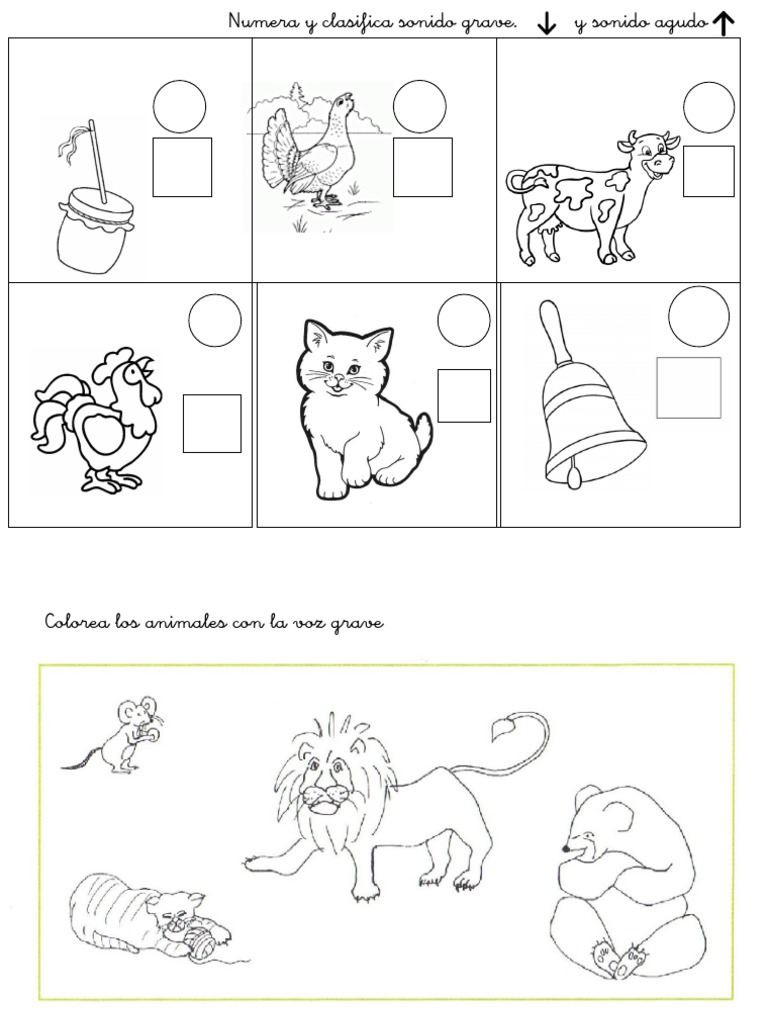 Numera y clasifica sonido grave. ↓ y sonido agudo ↑
Colorea los animales con la voz grave